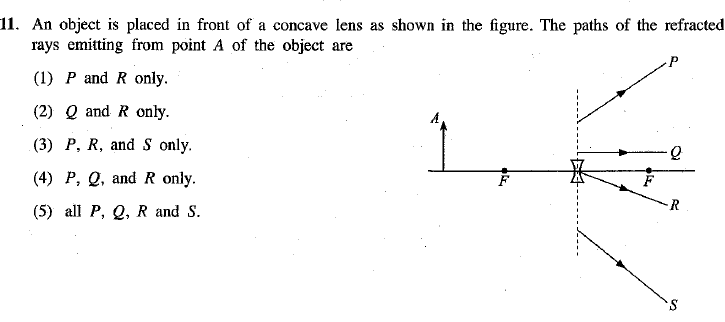 11. An object is placed in front of a concave lens as shown in the figure. The paths of the refracted
rays emitting from point A of the object are
(1) P and R only.
(2) Q and R only.
(3) P, R, and S only.
(4) P, Q, and R only.
(5) all P, Q, R and S.
P
A
Q
F
F
R
S